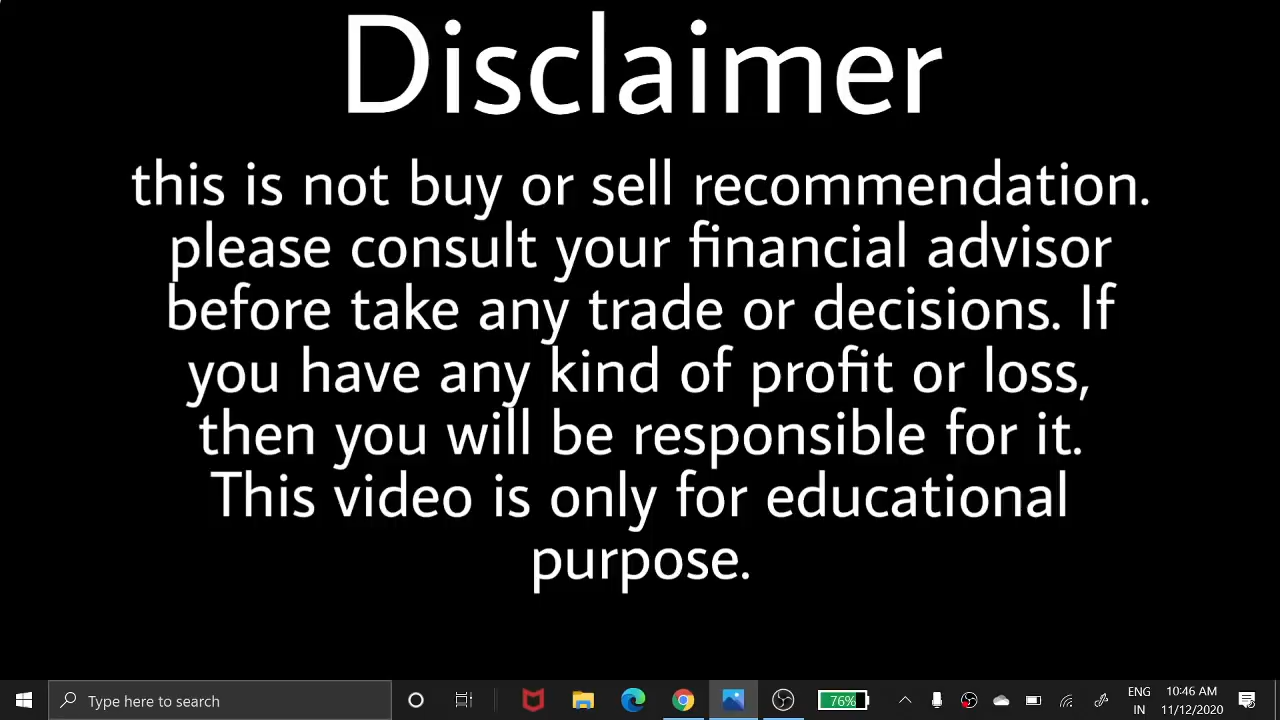 Disclaimer
this is not buy or sell recommendation.
please consult your financial advisor
before take any trade or decisions. If
you have any kind of profit or loss,
then you will be responsible for it.
This video is only for educational
purpose.
Type here to search
76%
ENG
IN
10:46 AM
11/12/2020